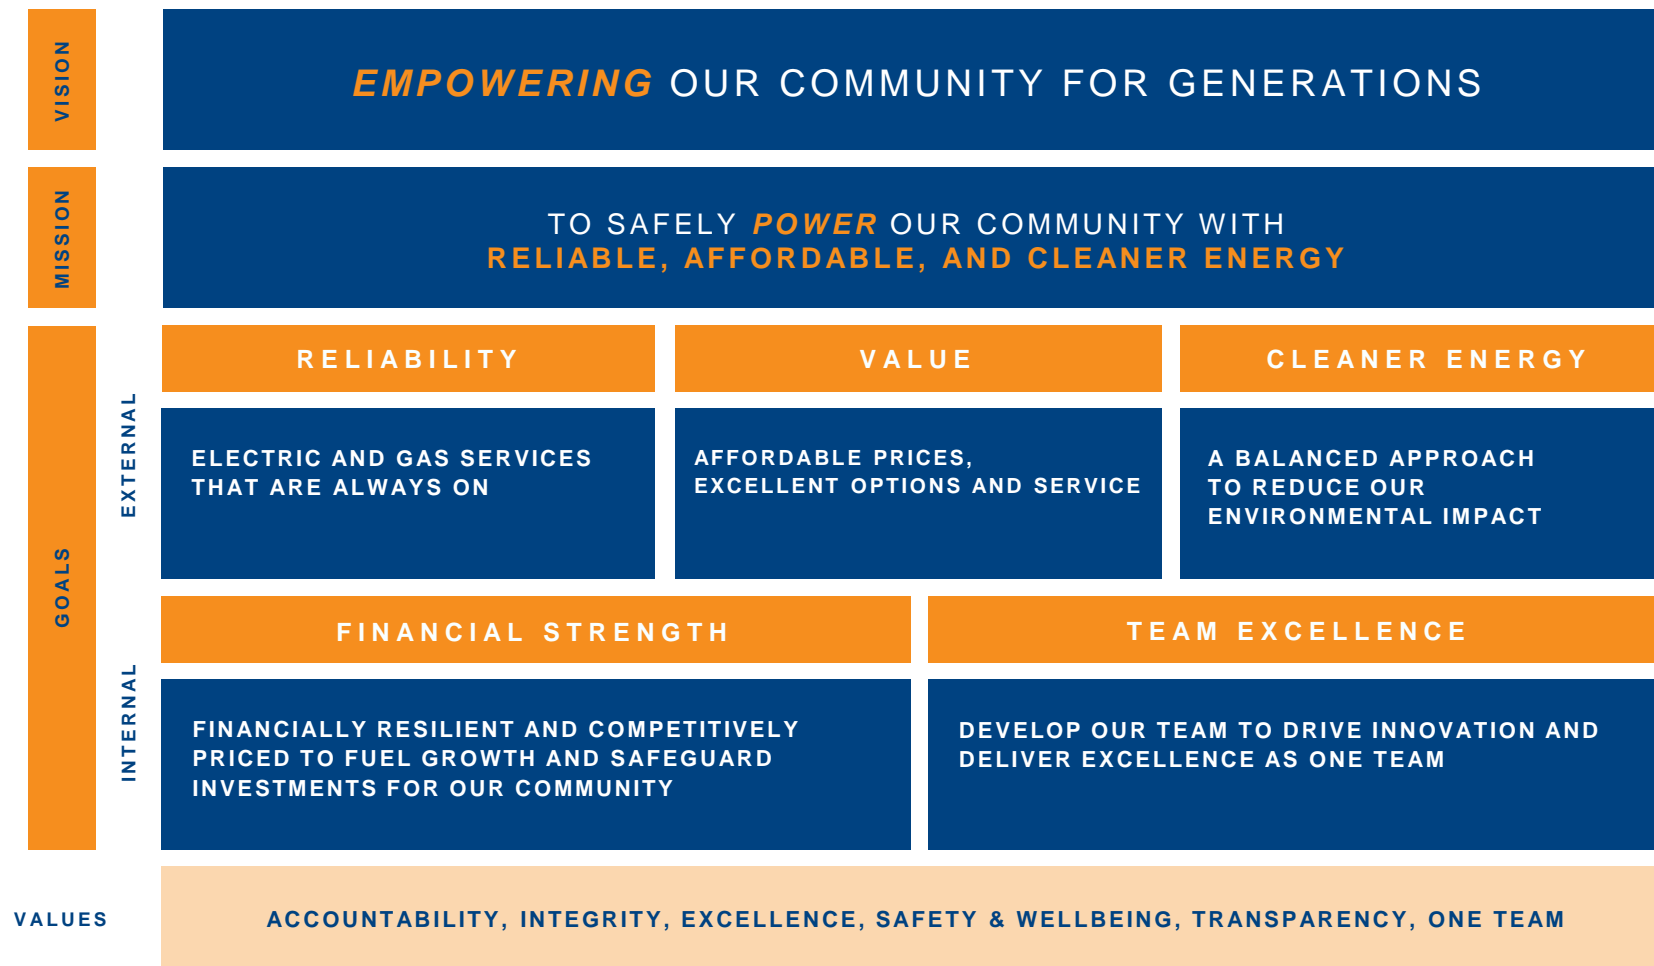 VISION
EMPOWERING OUR COMMUNITY FOR GENERATIONS
MISSION
TO SAFELY POWER OUR COMMUNITY WITH
RELIABLE, AFFORDABLE, AND CLEANER ENERGY
GOALS
EXTERNAL
RELIABILITY
ELECTRIC AND GAS SERVICES
THAT ARE ALWAYS ON
VALUE
AFFORDABLE PRICES,
EXCELLENT OPTIONS AND SERVICE
CLEANER ENERGY
A BALANCED APPROACH
TO REDUCE OUR
ENVIRONMENTAL IMPACT
INTERNAL
FINANCIAL STRENGTH
FINANCIALLY RESILIENT AND COMPETITIVELY
PRICED TO FUEL GROWTH AND SAFEGUARD
INVESTMENTS FOR OUR COMMUNITY
TEAM EXCELLENCE
DEVELOP OUR TEAM TO DRIVE INNOVATION AND
DELIVER EXCELLENCE AS ONE TEAM
VALUES
ACCOUNTABILITY, INTEGRITY, EXCELLENCE, SAFETY & WELLBEING, TRANSPARENCY, ONE TEAM